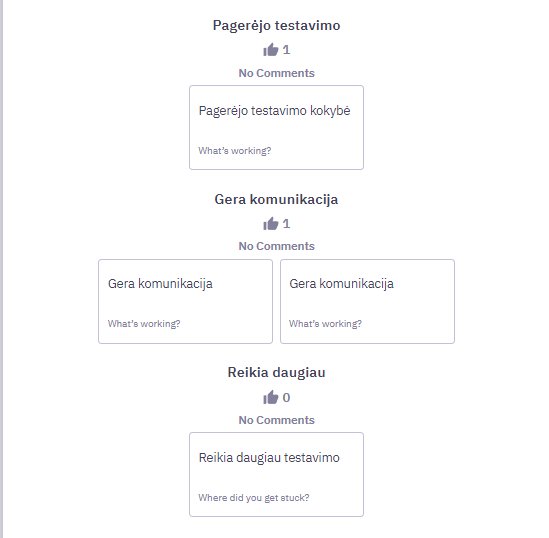 Pagerėjo testavimo
1
No Comments
Pagerėjo testavimo kokybė
What's working?
Gera komunikacija
1
No Comments
Gera komunikacija
What's working?
Gera komunikacija
What's working?
Reikia daugiau
0
No Comments
Reikia daugiau testavimo
Where did you get stuck?